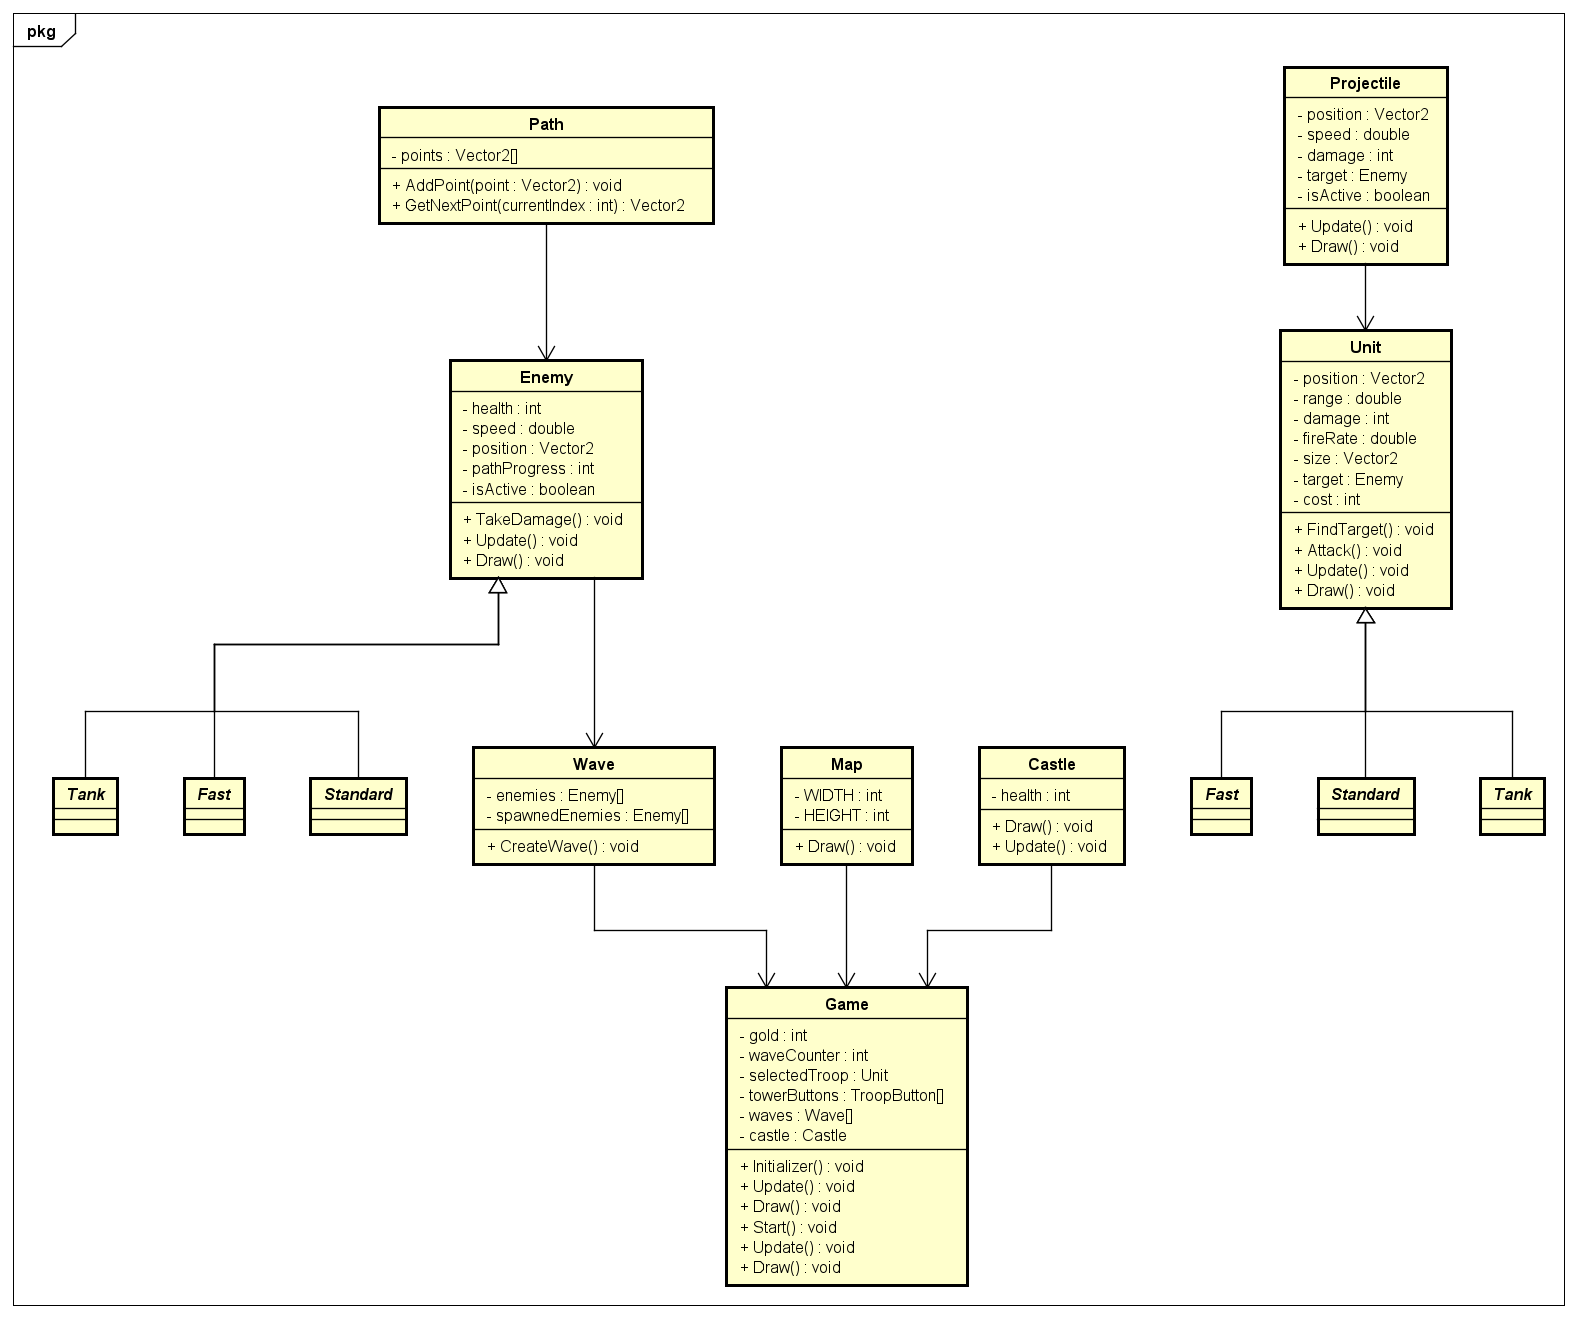 pkg
Path
- points : Vector2[]
+ AddPoint(point : Vector2) : void
+ GetNextPoint(currentIndex : int) : Vector2
Projectile
- position : Vector2
- speed : double
- damage : int
- target : Enemy
- isActive : boolean
+ Update() : void
+ Draw() : void
Enemy
- health : int
- speed : double
- position : Vector2
- pathProgress : int
- isActive : boolean
+ TakeDamage() : void
+ Update() : void
+ Draw() : void
Unit
- position : Vector2
- range : double
- damage : int
- fireRate : double
- size : Vector2
- target : Enemy
- cost : int
+ FindTarget() : void
+ Attack() : void
+ Update() : void
+ Draw() : void
Tank
Fast
Standard
Wave
- enemies : Enemy[]
- spawnedEnemies : Enemy[]
+ CreateWave() : void
Map
- WIDTH : int
- HEIGHT : int
+ Draw() : void
Castle
- health : int
+ Draw() : void
+ Update() : void
Fast
Standard
Tank
Game
- gold : int
- waveCounter : int
- selectedTroop : Unit
- towerButtons : TroopButton[]
- waves : Wave[]
- castle : Castle
+ Initializer() : void
+ Update() : void
+ Draw() : void
+ Start() : void
+ Update() : void
+ Draw() : void